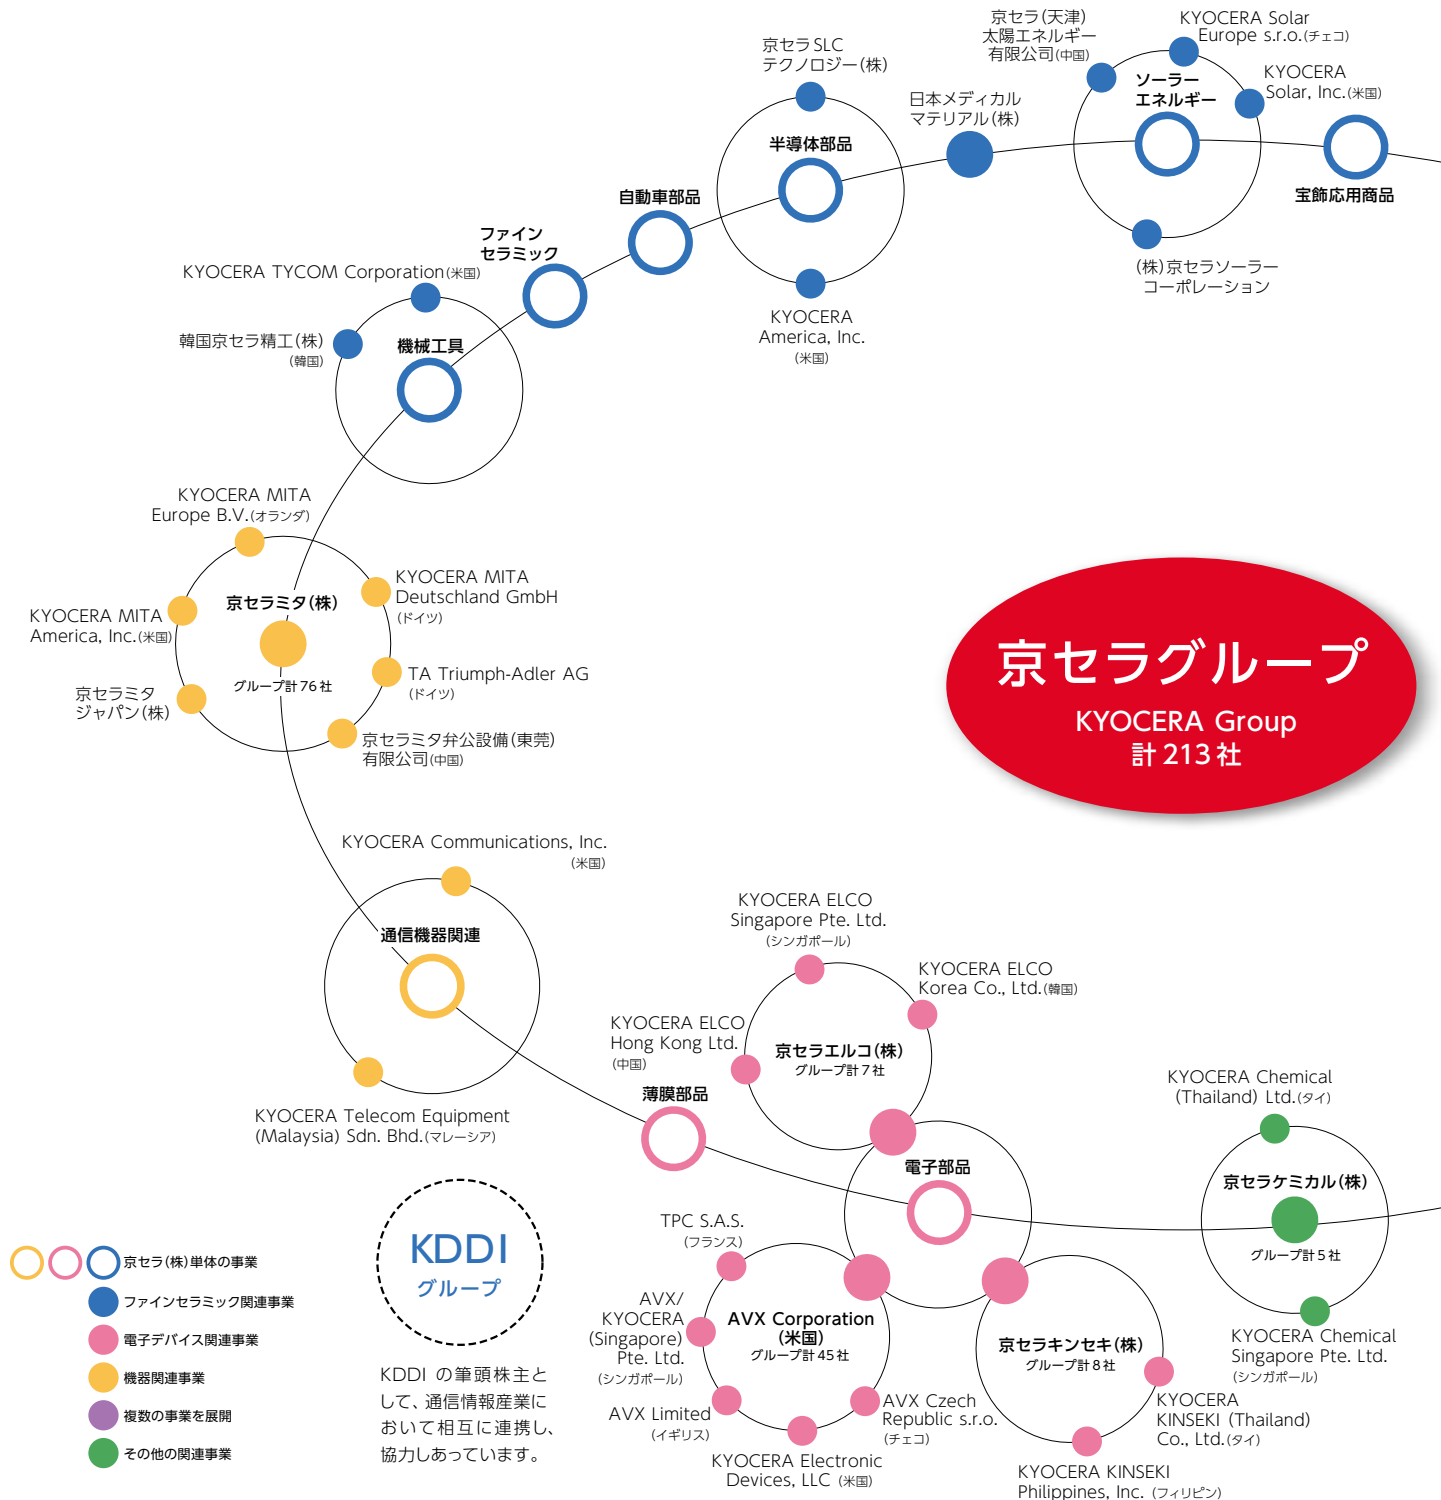 京セラ(天津)
太陽エネルギー
有限公司(中国)
KYOCERA Solar
Europe s.r.o.(チェコ)
KYOCERA
Solar, Inc.(米国)
ソーラー
エネルギー
(株)京セラソーラー
コーポレーション
宝飾応用商品
日本メディカル
マテリアル(株)
京セラSLC
テクノロジー(株)
半導体部品
KYOCERA
America, Inc.
(米国)
自動車部品
ファイン
セラミック
KYOCERA TYCOM Corporation(米国)
韓国京セラ精工(株)
(韓国)
機械工具
KYOCERA MITA
Europe B.V.(オランダ)
KYOCERA MITA
America, Inc.(米国)
京セラミタ(株)
グループ計76社
KYOCERA MITA
Deutschland GmbH
(ドイツ)
TA Triumph-Adler AG
(ドイツ)
京セラミタ
ジャパン(株)
京セラミタ弁公設備(東莞)
有限公司(中国)
京セラグループ
KYOCERA Group
計213社
KYOCERA Communications, Inc.
(米国)
通信機器関連
KYOCERA Telecom Equipment
(Malaysia) Sdn. Bhd.(マレーシア)
KYOCERA ELCO
Singapore Pte. Ltd.
(シンガポール)
KYOCERA ELCO
Korea Co., Ltd.(韓国)
KYOCERA ELCO
Hong Kong Ltd.
(中国)
京セラエルコ(株)
グループ計7社
薄膜部品
電子部品
KYOCERA Chemical
(Thailand) Ltd.(タイ)
京セラケミカル(株)
グループ計5社
KYOCERA Chemical
Singapore Pte. Ltd.
(シンガポール)
TPC S.A.S.
(フランス)
AVX/
KYOCERA
(Singapore)
Pte. Ltd.
(シンガポール)
AVX Corporation
(米国)
グループ計45社
AVX Limited
(イギリス)
AVX Czech
Republic s.r.o.
(チェコ)
KYOCERA Electronic
Devices, LLC (米国)
京セラキンセキ(株)
グループ計8社
KYOCERA
KINSEKI (Thailand)
Co., Ltd.(タイ)
KYOCERA KINSEKI
Philippines, Inc. (フィリピン)
KDDI
グループ
KDDI の筆頭株主と
して、通信情報産業に
おいて相互に連携し、
協力しあっています。
京セラ(株)単体の事業
ファインセラミック関連事業
電子デバイス関連事業
機器関連事業
複数の事業を展開
その他の関連事業